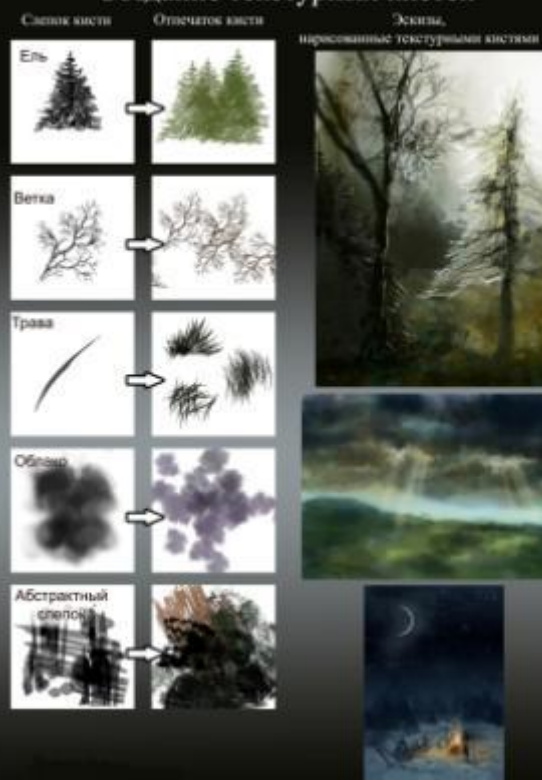 Слепок кисти
Отпечаток кисти
Эскизы,
нарисованные текстурными кистями
Ель
Ветка
Трава
Облако
Абстрактный
слепок